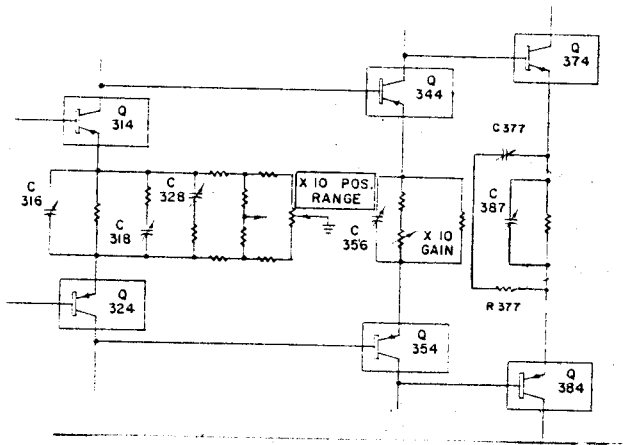 Q
374
Q
344
Q
314
C 377
C
316
C
318
C
328
X 10 POS.
RANGE
C
356
X 10
GAIN
C
387
R 377
Q
324
Q
354
Q
384